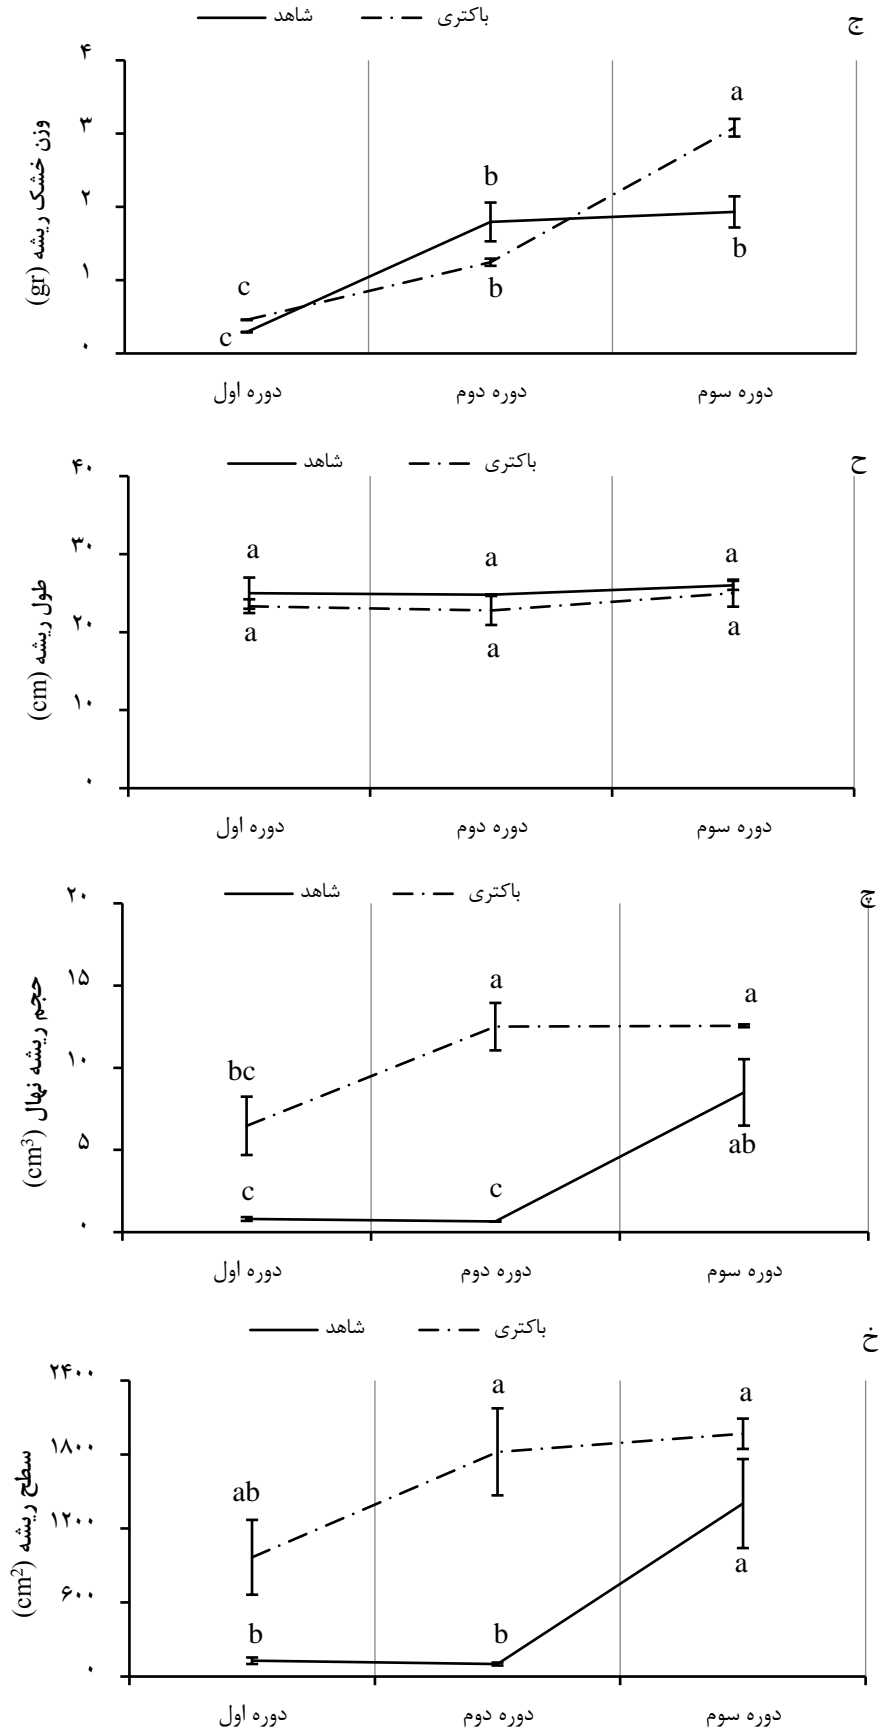 شاهد باکتری
ج
وزن خشک ریشه (gr)
۴
۳
۲
۱
۰
c
c
b
b
a
b
دوره اول دوره دوم دوره سوم
شاهد باکتری
ح
طول ریشه (cm)
۴۰
۳۰
۲۰
۱۰
۰
a
a
a
a
a
a
دوره اول دوره دوم دوره سوم
شاهد باکتری
چ
حجم ریشه نهال (cm³)
۲۰
۱۵
۱۰
۵
۰
bc
c
a
c
a
ab
دوره اول دوره دوم دوره سوم
شاهد باکتری
خ
سطح ریشه (cm²)
۲۴۰۰
۱۸۰۰
۱۲۰۰
۶۰۰
۰
ab
b
a
b
a
a
دوره اول دوره دوم دوره سوم